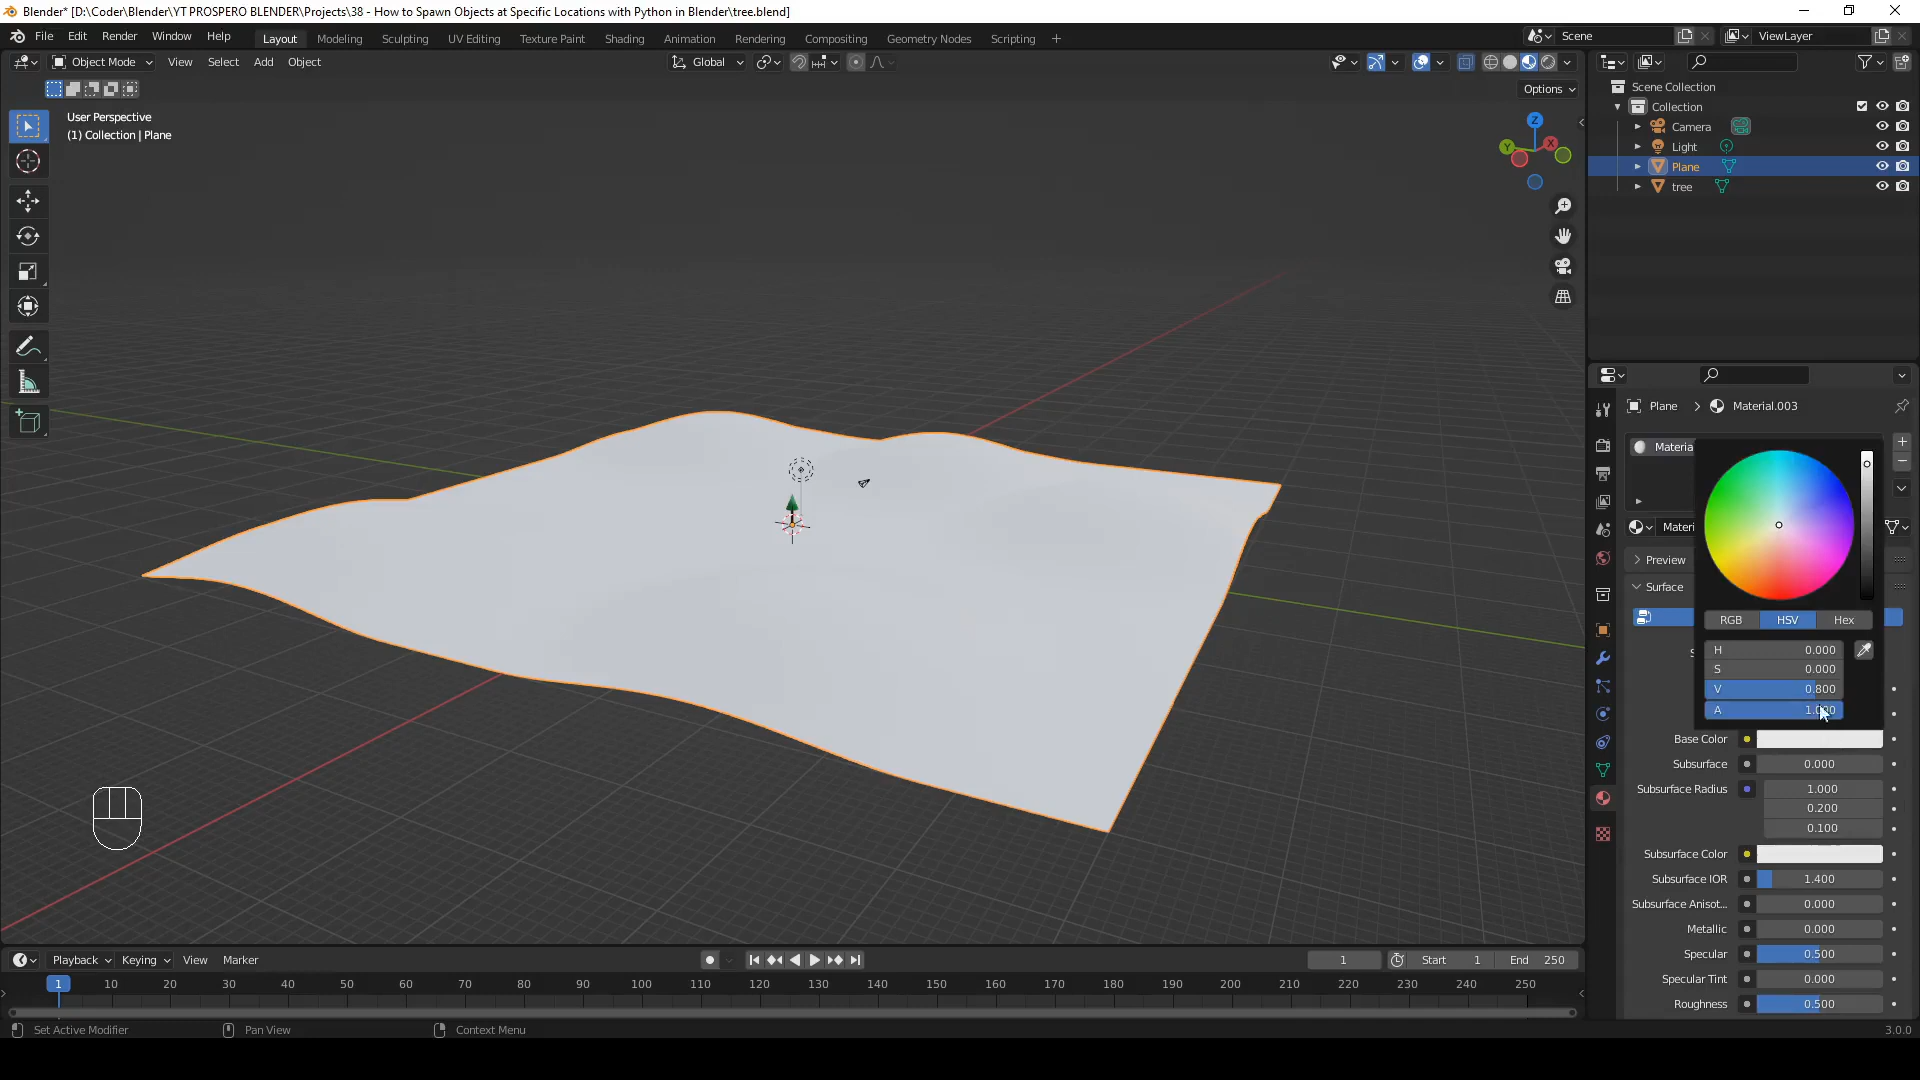 Blender* [D:\Coder\Blender\YT PROSPERO BLENDER\Projects\38 - How to Spawn Objects at Specific Locations with Python in Blender\tree.blend]
File Edit Render Window Help Layout Modeling Sculpting UV Editing Texture Paint Shading Animation Rendering Compositing Geometry Nodes Scripting + Scene ViewLayer
Object Mode View Select Add Object Global
Options
User Perspective
(1) Collection | Plane
Z
Y
X
Scene Collection
Collection
Camera
Light
Plane
tree
Plane > Material.003
Materia
Materi
Preview
Surface
RGB HSV Hex
H 0.000
S 0.000
V 0.800
A 1.000
Base Color
Subsurface 0.000
Subsurface Radius 1.000
0.200
0.100
Subsurface Color
Subsurface IOR 1.400
Subsurface Anisot... 0.000
Metallic 0.000
Specular 0.500
Specular Tint 0.000
Roughness 0.500
Playback Keying View Marker 1 Start 1 End 250
1 10 20 30 40 50 60 70 80 90 100 110 120 130 140 150 160 170 180 190 200 210 220 230 240 250
Set Active Modifier Pan View Context Menu 3.0.0